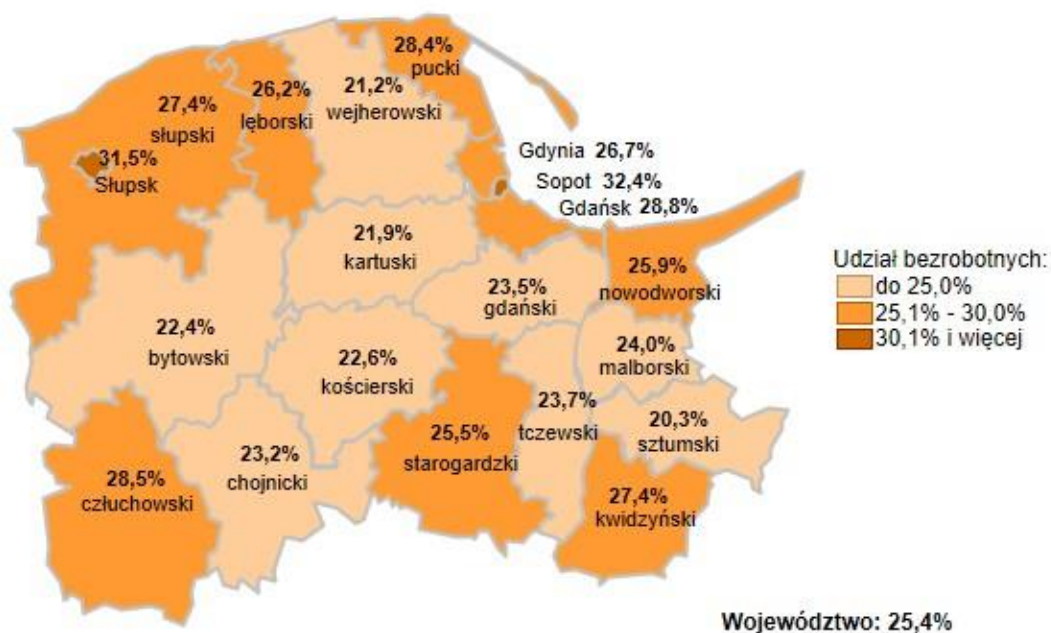 28,4%
pucki
26,2%
lęborski
21,2%
wejherowski
27,4%
słupski
31,5%
Słupsk
Gdynia 26,7%
Sopot 32,4%
Gdańsk 28,8%
21,9%
kartuski
23,5%
gdański
25,9%
nowodworski
Udział bezrobotnych:
do 25,0%
25,1% - 30,0%
30,1% i więcej
22,4%
bytowski
22,6%
kościerski
24,0%
malborski
23,7%
tczewski
20,3%
sztumski
25,5%
starogardzki
23,2%
chojnicki
28,5%
człuchowski
27,4%
kwidzyński
Województwo: 25,4%